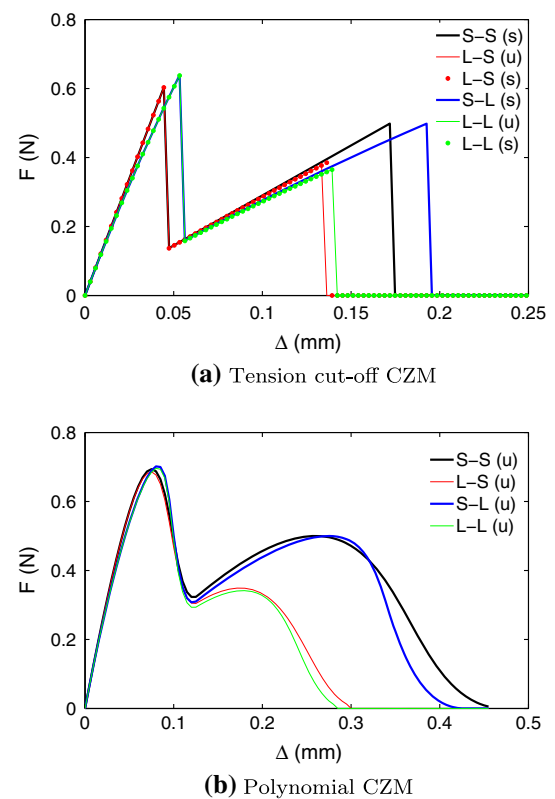 0.8
0.6
0.4
0.2
0
F (N)
S–S (s)
L–S (u)
L–S (s)
S–L (s)
L–L (u)
L–L (s)
0 0.05 0.1 0.15 0.2 0.25
Δ (mm)
(a) Tension cut-off CZM
0.8
0.6
0.4
0.2
0
F (N)
S–S (u)
L–S (u)
S–L (u)
L–L (u)
0 0.1 0.2 0.3 0.4 0.5
Δ (mm)
(b) Polynomial CZM